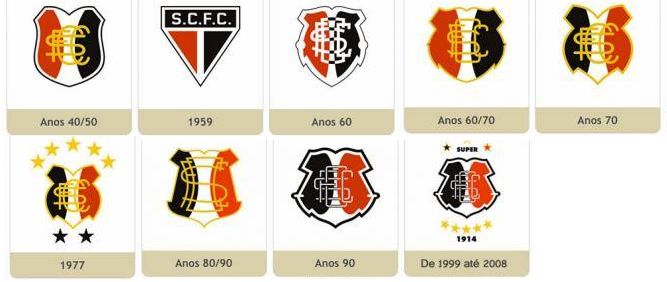 S.C.F.C.
Anos 40/50
1959
Anos 60
Anos 60/70
Anos 70
SUPER
1914
1977
Anos 80/90
Anos 90
De 1999 até 2008